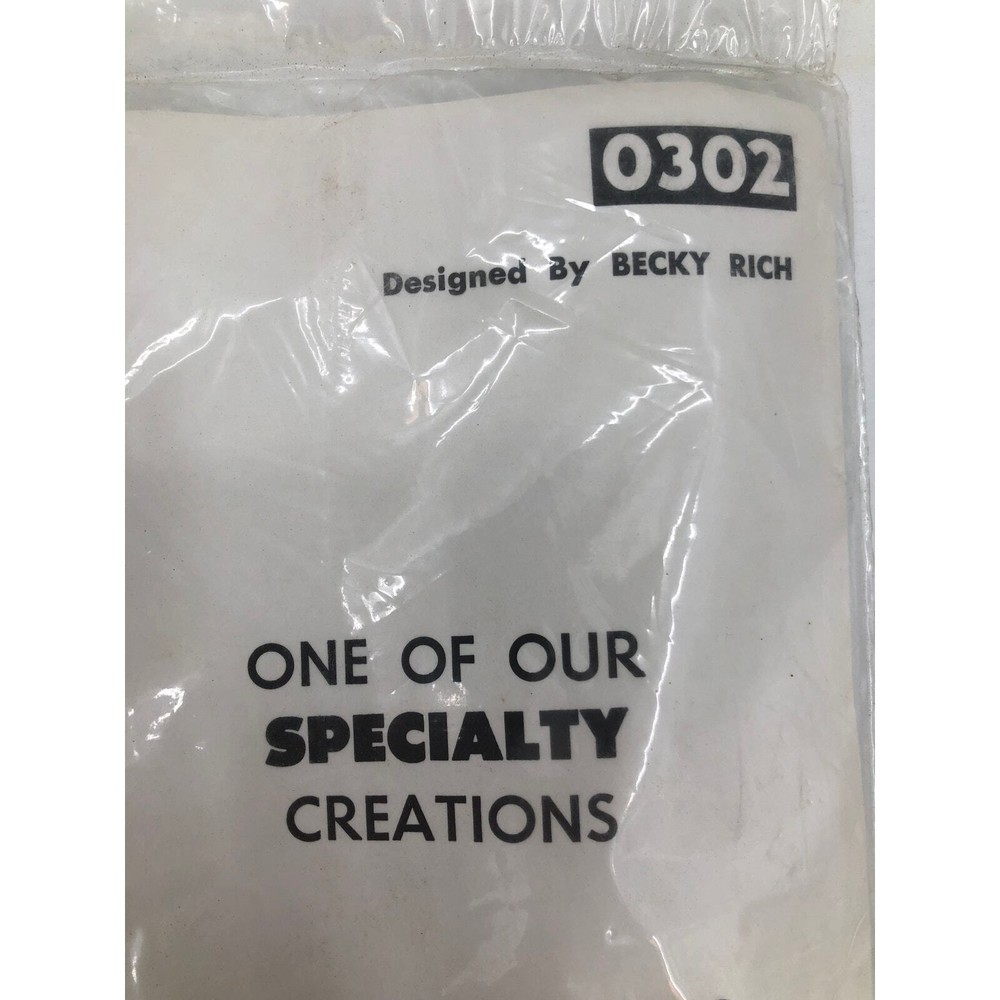 0302
Designed By BECKY RICH
ONE OF OUR
SPECIALTY
CREATIONS